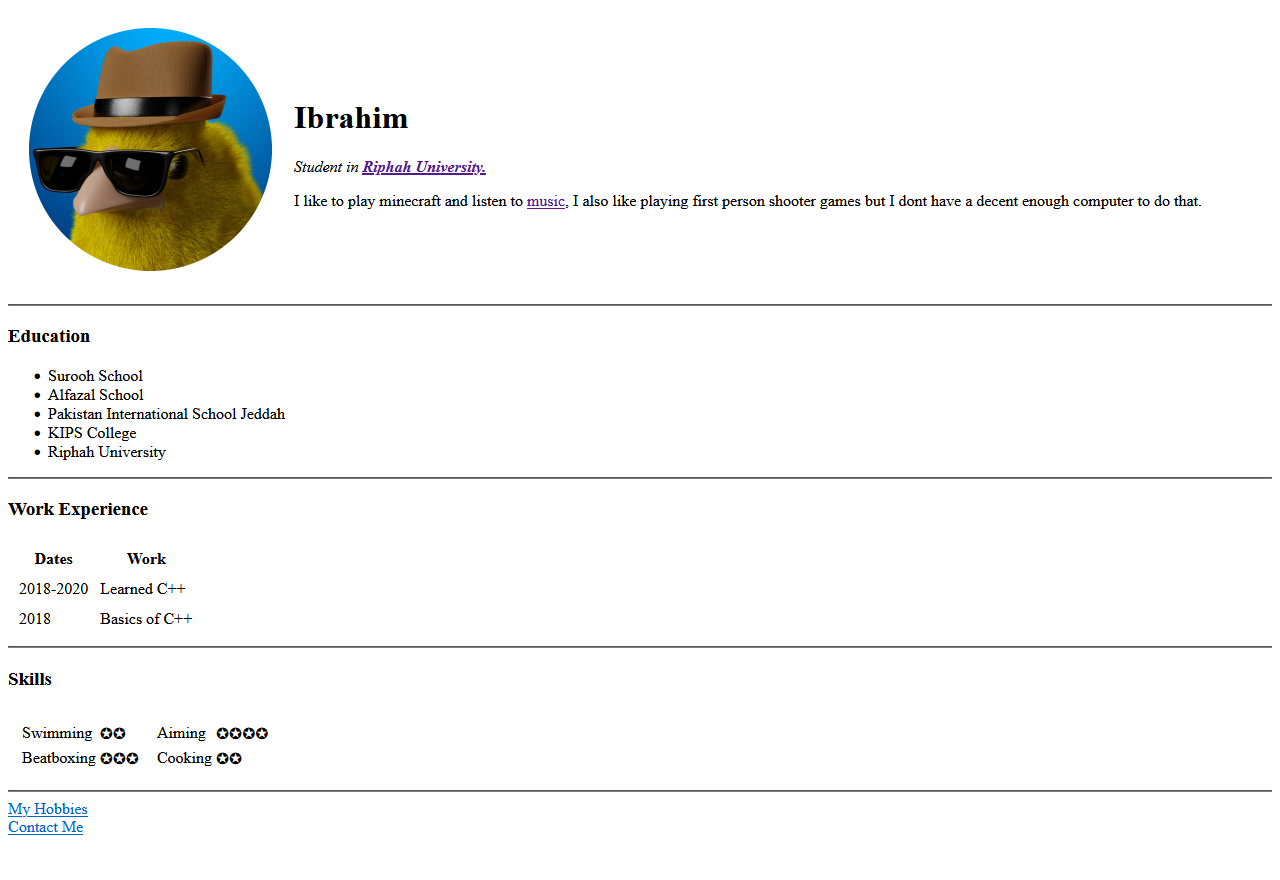 Ibrahim
Student in Riphah University.
I like to play minecraft and listen to music, I also like playing first person shooter games but I dont have a decent enough computer to do that.
Education
• Surooh School
• Alfazal School
• Pakistan International School Jeddah
• KIPS College
• Riphah University
Work Experience
Dates Work
2018-2020 Learned C++
2018 Basics of C++
Skills
Swimming ✪✪ Aiming ✪✪✪✪
Beatboxing ✪✪✪ Cooking ✪✪
My Hobbies
Contact Me